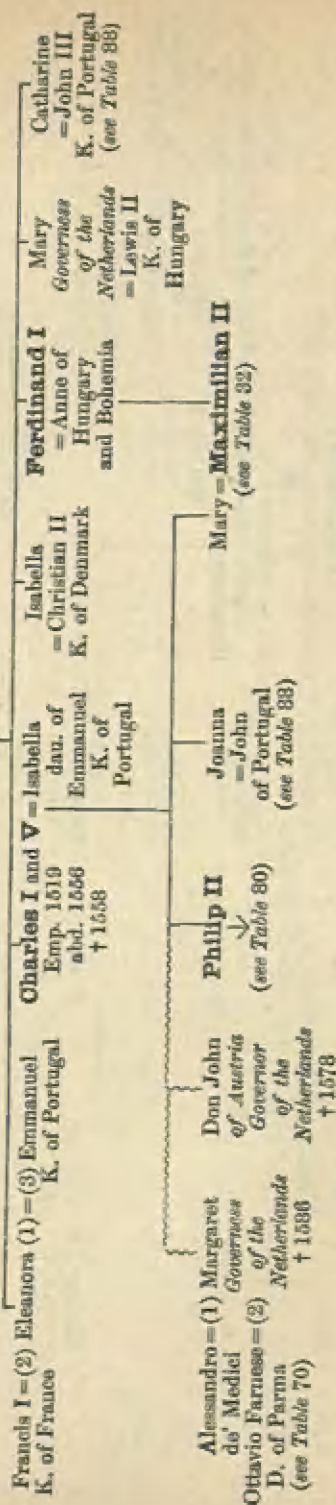 Francis I = (2) Eleanora (1) = (3) Emmanuel
K. of France
K. of Portugal
Charles I and V = Isabella
Emp. 1519
abd. 1556
† 1558
dau. of
Emmanuel
K. of
Portugal
Isabella
= Christian II
K. of Denmark
Ferdinand I
= Anne of
Hungary
and Bohemia
Mary
Governess
of the
Netherlands
= Lewis II
K. of
Hungary
Catharine
= John III
K. of Portugal
(see Table 88)
Alessandro = (1) Margaret
de' Medici
Ottavio Farnese = (2)
D. of Parma
(see Table 70)
Governess
of the
Netherlands
† 1586
Don John
of Austria
Governor
of the
Netherlands
† 1578
Philip II
(see Table 80)
Joanna
= John
of Portugal
(see Table 88)
Mary = Maximilian II
(see Table 32)